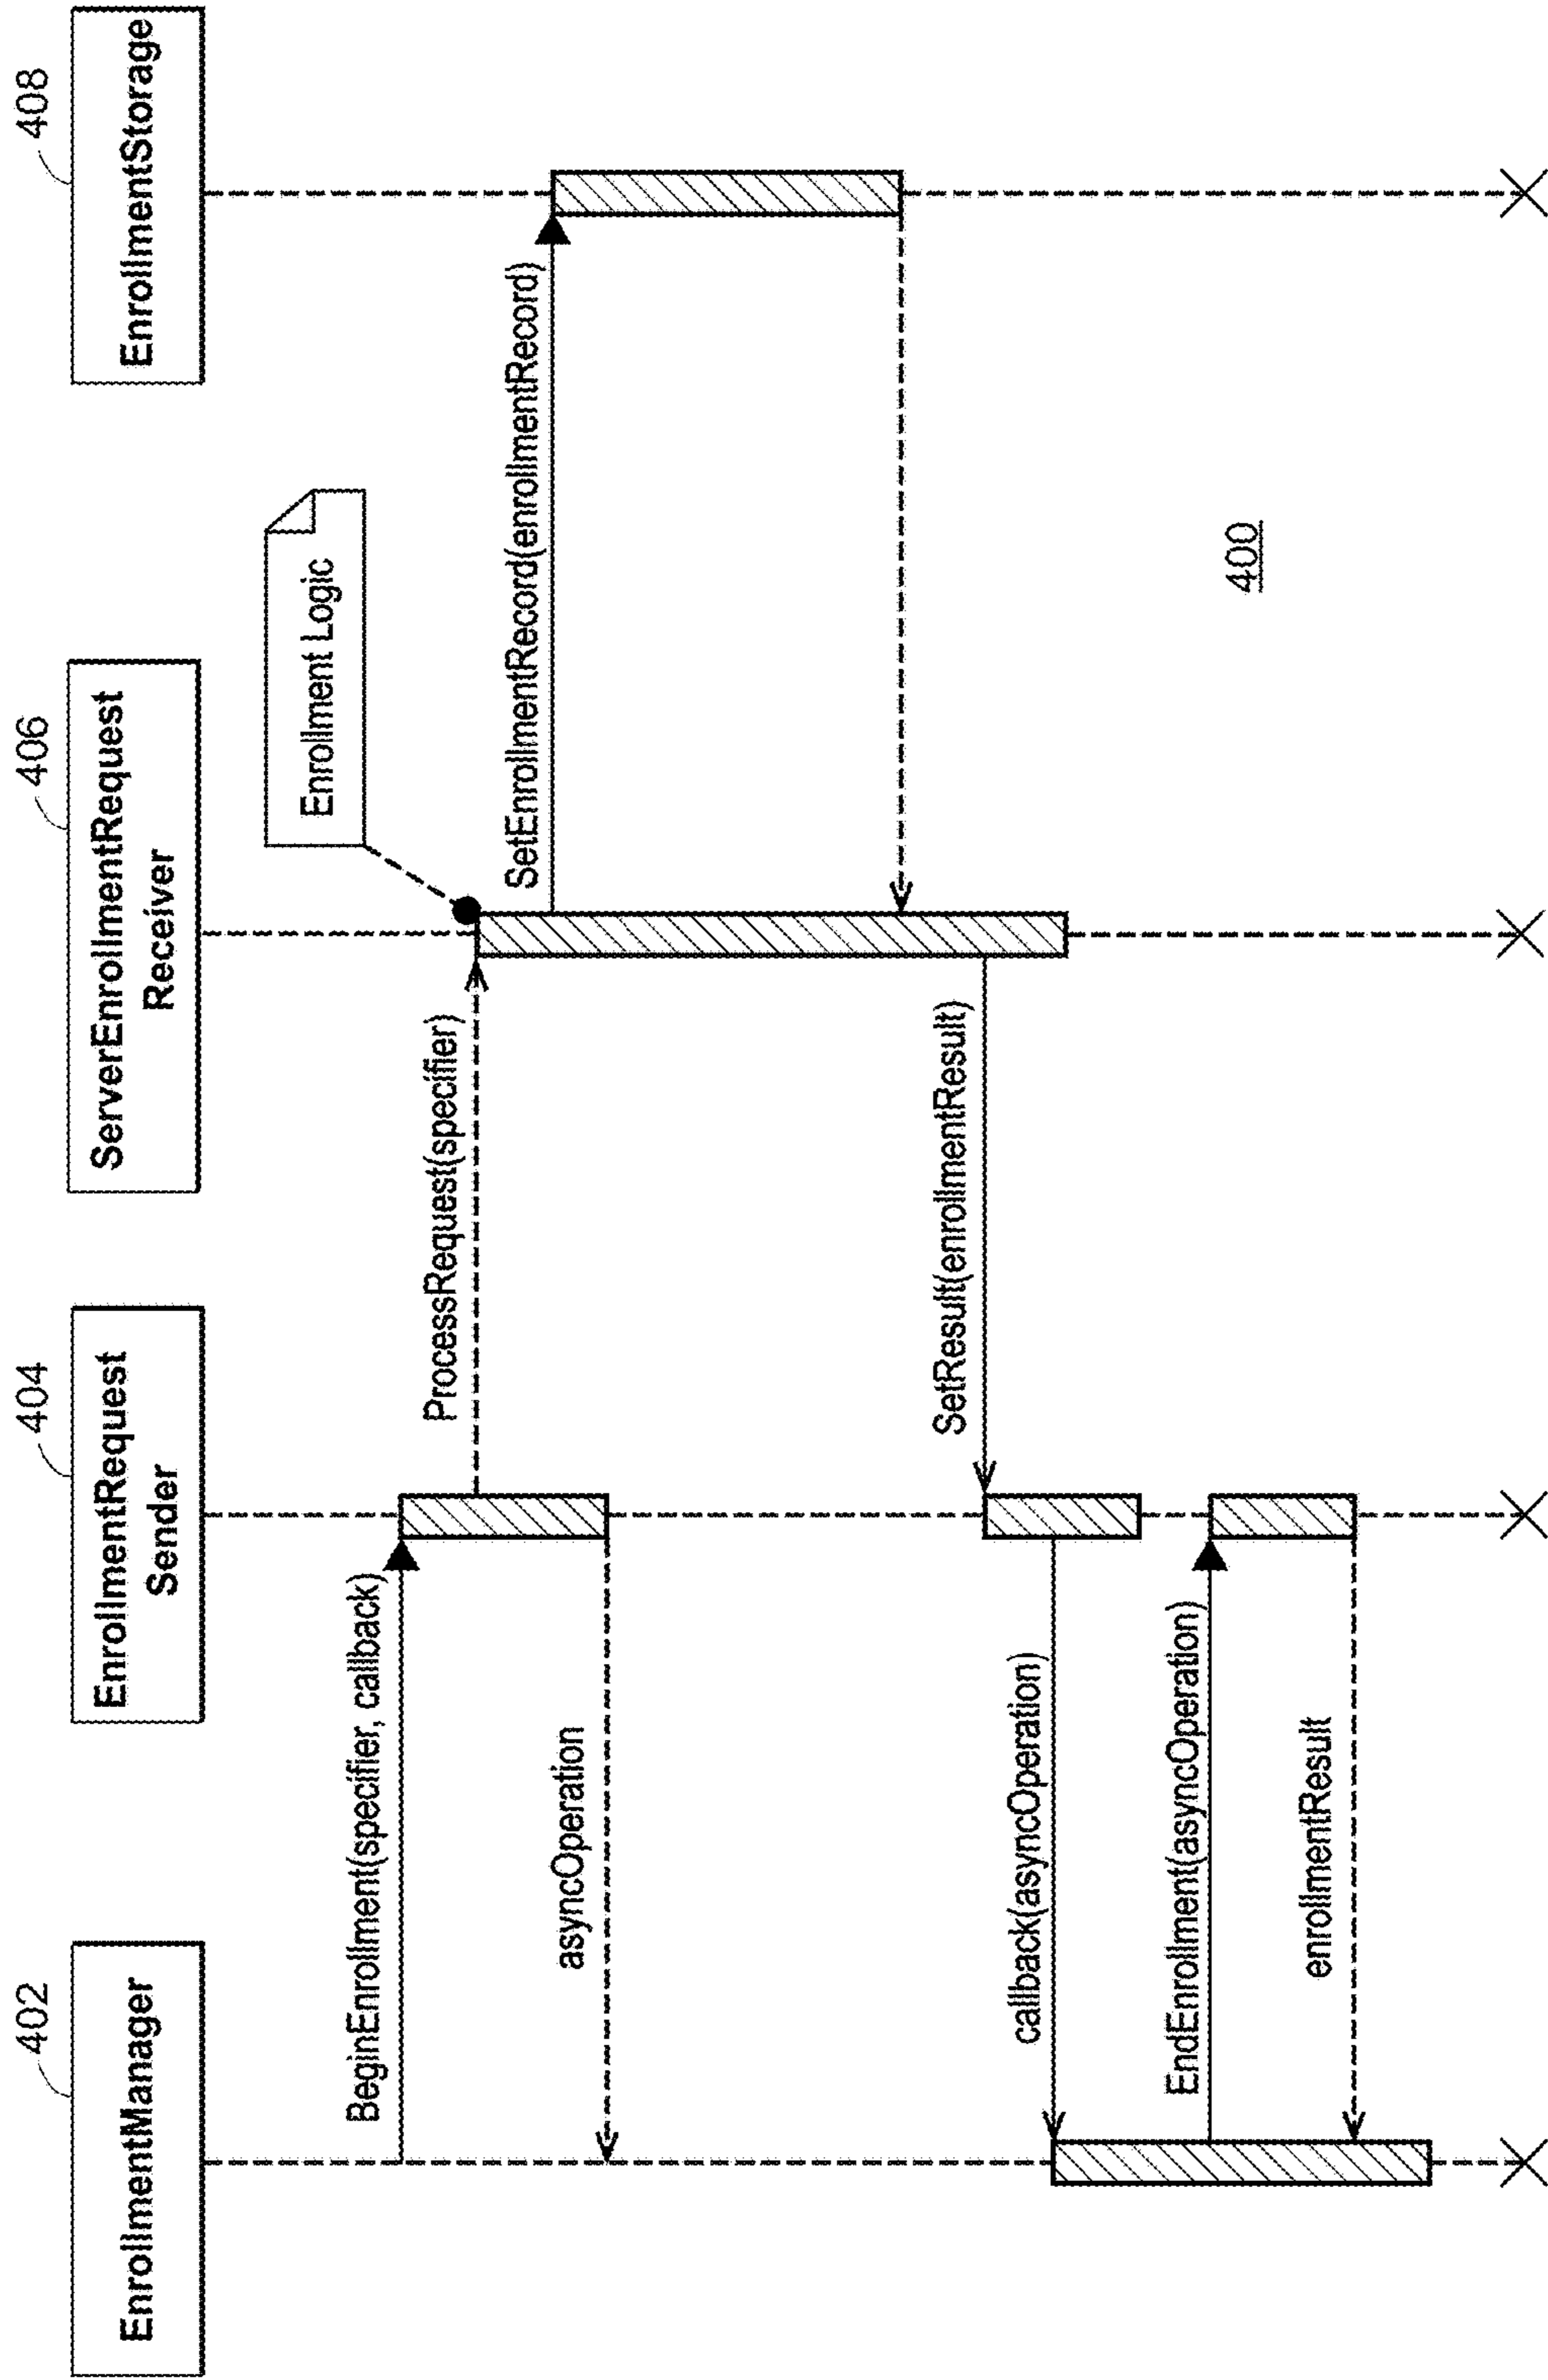 402
EnrollmentManager
404
EnrollmentRequest
Sender
406
ServerEnrollmentRequest
Receiver
408
EnrollmentStorage
Enrollment Logic
BeginEnrollment(specifier, callback)
ProcessRequest(specifier)
SetEnrollmentRecord(enrollmentRecord)
asyncOperation
SetResult(enrollmentResult)
callback(asyncOperation)
EndEnrollment(asyncOperation)
enrollmentResult
400